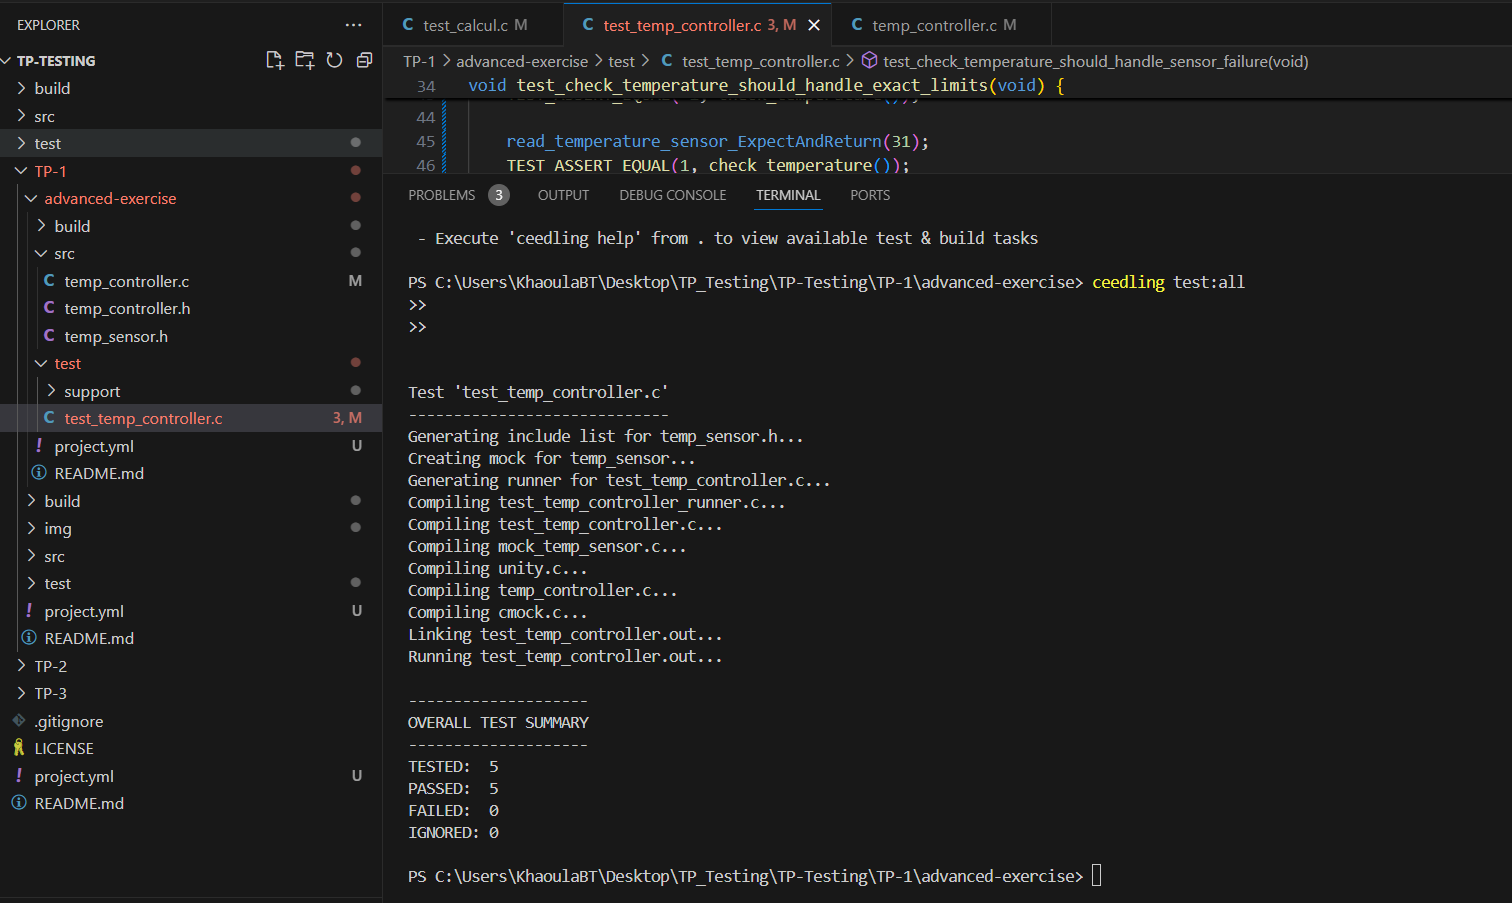 EXPLORER
TP-TESTING
build
src
test
TP-1
advanced-exercise
build
src
temp_controller.c M
temp_controller.h
temp_sensor.h
test
support
test_temp_controller.c 3, M
project.yml U
README.md
build
img
src
test
project.yml U
README.md
TP-2
TP-3
.gitignore
LICENSE
project.yml U
README.md
test_calcul.c M
test_temp_controller.c 3, M
temp_controller.c M
TP-1 > advanced-exercise > test > test_temp_controller.c > test_check_temperature_should_handle_sensor_failure(void)
34 void test_check_temperature_should_handle_exact_limits(void) {
44
45 read_temperature_sensor_ExpectAndReturn(31);
46 TEST_ASSERT_EQUAL(1, check_temperature());
PROBLEMS 3 OUTPUT DEBUG CONSOLE TERMINAL PORTS
- Execute 'ceedling help' from . to view available test & build tasks
PS C:\Users\KhaoulaBT\Desktop\TP_Testing\TP-Testing\TP-1\advanced-exercise> ceedling test:all
>>
>>
Test 'test_temp_controller.c'
-----------------------------
Generating include list for temp_sensor.h...
Creating mock for temp_sensor...
Generating runner for test_temp_controller.c...
Compiling test_temp_controller_runner.c...
Compiling test_temp_controller.c...
Compiling mock_temp_sensor.c...
Compiling unity.c...
Compiling temp_controller.c...
Compiling cmock.c...
Linking test_temp_controller.out...
Running test_temp_controller.out...
--------------------
OVERALL TEST SUMMARY
--------------------
TESTED: 5
PASSED: 5
FAILED: 0
IGNORED: 0
PS C:\Users\KhaoulaBT\Desktop\TP_Testing\TP-Testing\TP-1\advanced-exercise>